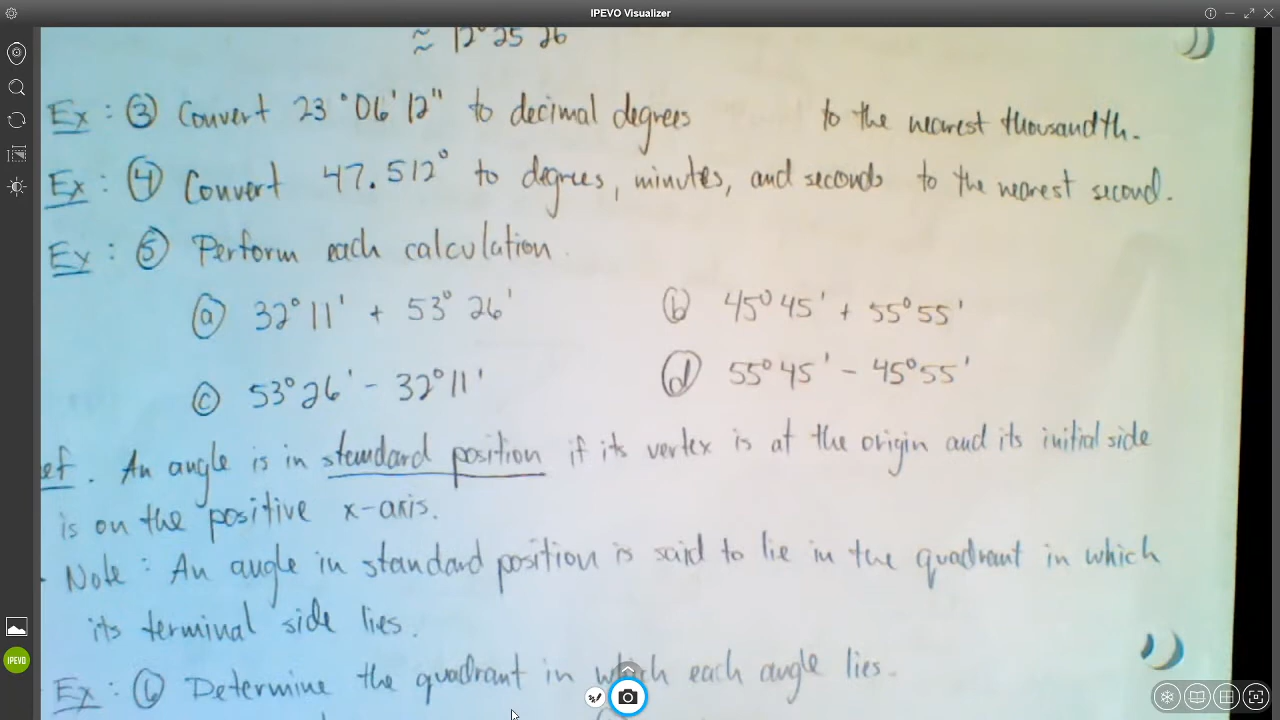 IPEVO Visualizer
≈ 12°25'26
Ex: ③ Convert 23°06'12" to decimal degrees to the nearest thousandth.
Ex: ④ Convert 47.512° to degrees, minutes, and seconds to the nearest second.
Ex: ⑤ Perform each calculation.
ⓐ 32°11' + 53°26' ⓑ 45°45' + 55°55'
ⓒ 53°26' - 32°11' ⓓ 55°45' - 45°55'
ef. An angle is in standard position if its vertex is at the origin and its initial side
is on the positive x-axis.
Note: An angle in standard position is said to lie in the quadrant in which
its terminal side lies.
IPEVO
Ex: ⑥ Determine the quadrant in which each angle lies.